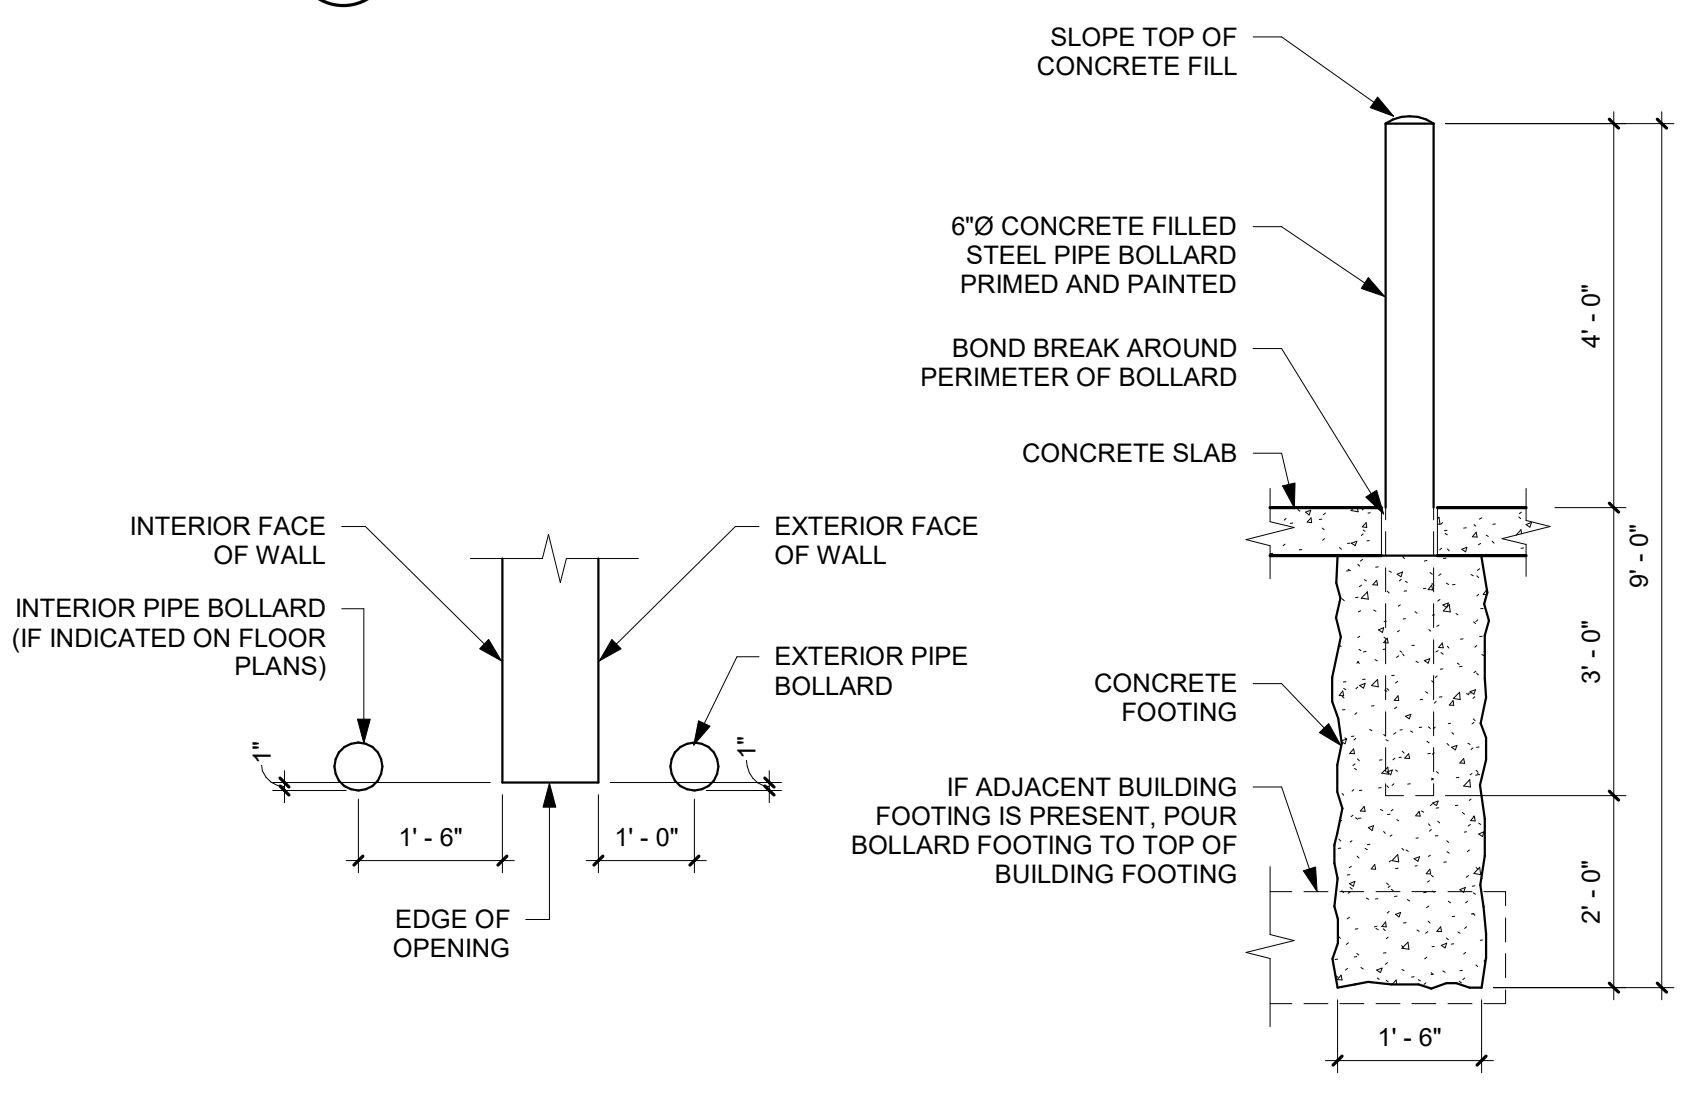 SLOPE TOP OF
CONCRETE FILL
6"Ø CONCRETE FILLED
STEEL PIPE BOLLARD
PRIMED AND PAINTED
BOND BREAK AROUND
PERIMETER OF BOLLARD
CONCRETE SLAB
4' - 0"
9' - 0"
3' - 0"
2' - 0"
CONCRETE
FOOTING
IF ADJACENT BUILDING
FOOTING IS PRESENT, POUR
BOLLARD FOOTING TO TOP OF
BUILDING FOOTING
1' - 6"
INTERIOR FACE
OF WALL
EXTERIOR FACE
OF WALL
INTERIOR PIPE BOLLARD
(IF INDICATED ON FLOOR
PLANS)
EXTERIOR PIPE
BOLLARD
1"
1"
1' - 6"
1' - 0"
EDGE OF
OPENING